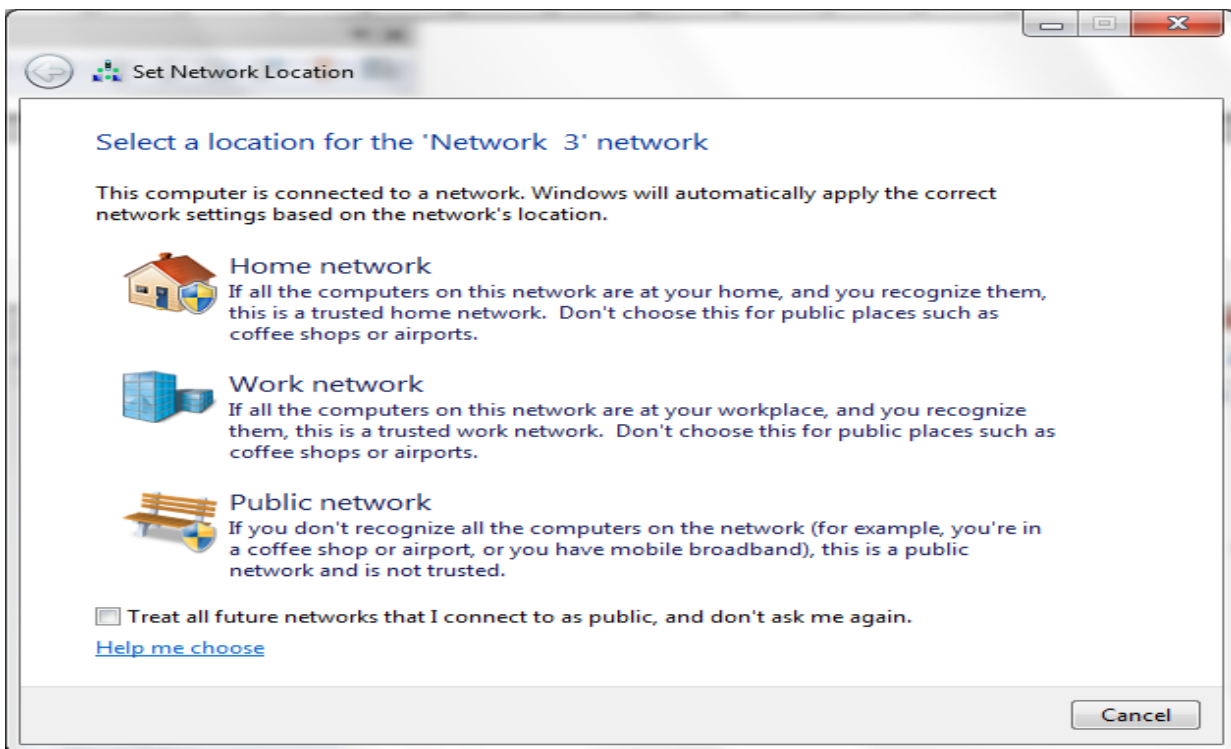 Set Network Location
Select a location for the 'Network  3' network
This computer is connected to a network. Windows will automatically apply the correct
network settings based on the network's location.
Home network
If all the computers on this network are at your home, and you recognize them,
this is a trusted home network.  Don't choose this for public places such as
coffee shops or airports.
Work network
If all the computers on this network are at your workplace, and you recognize
them, this is a trusted work network.  Don't choose this for public places such as
coffee shops or airports.
Public network
If you don't recognize all the computers on the network (for example, you're in
a coffee shop or airport, or you have mobile broadband), this is a public
network and is not trusted.
Treat all future networks that I connect to as public, and don't ask me again.
Help me choose
Cancel